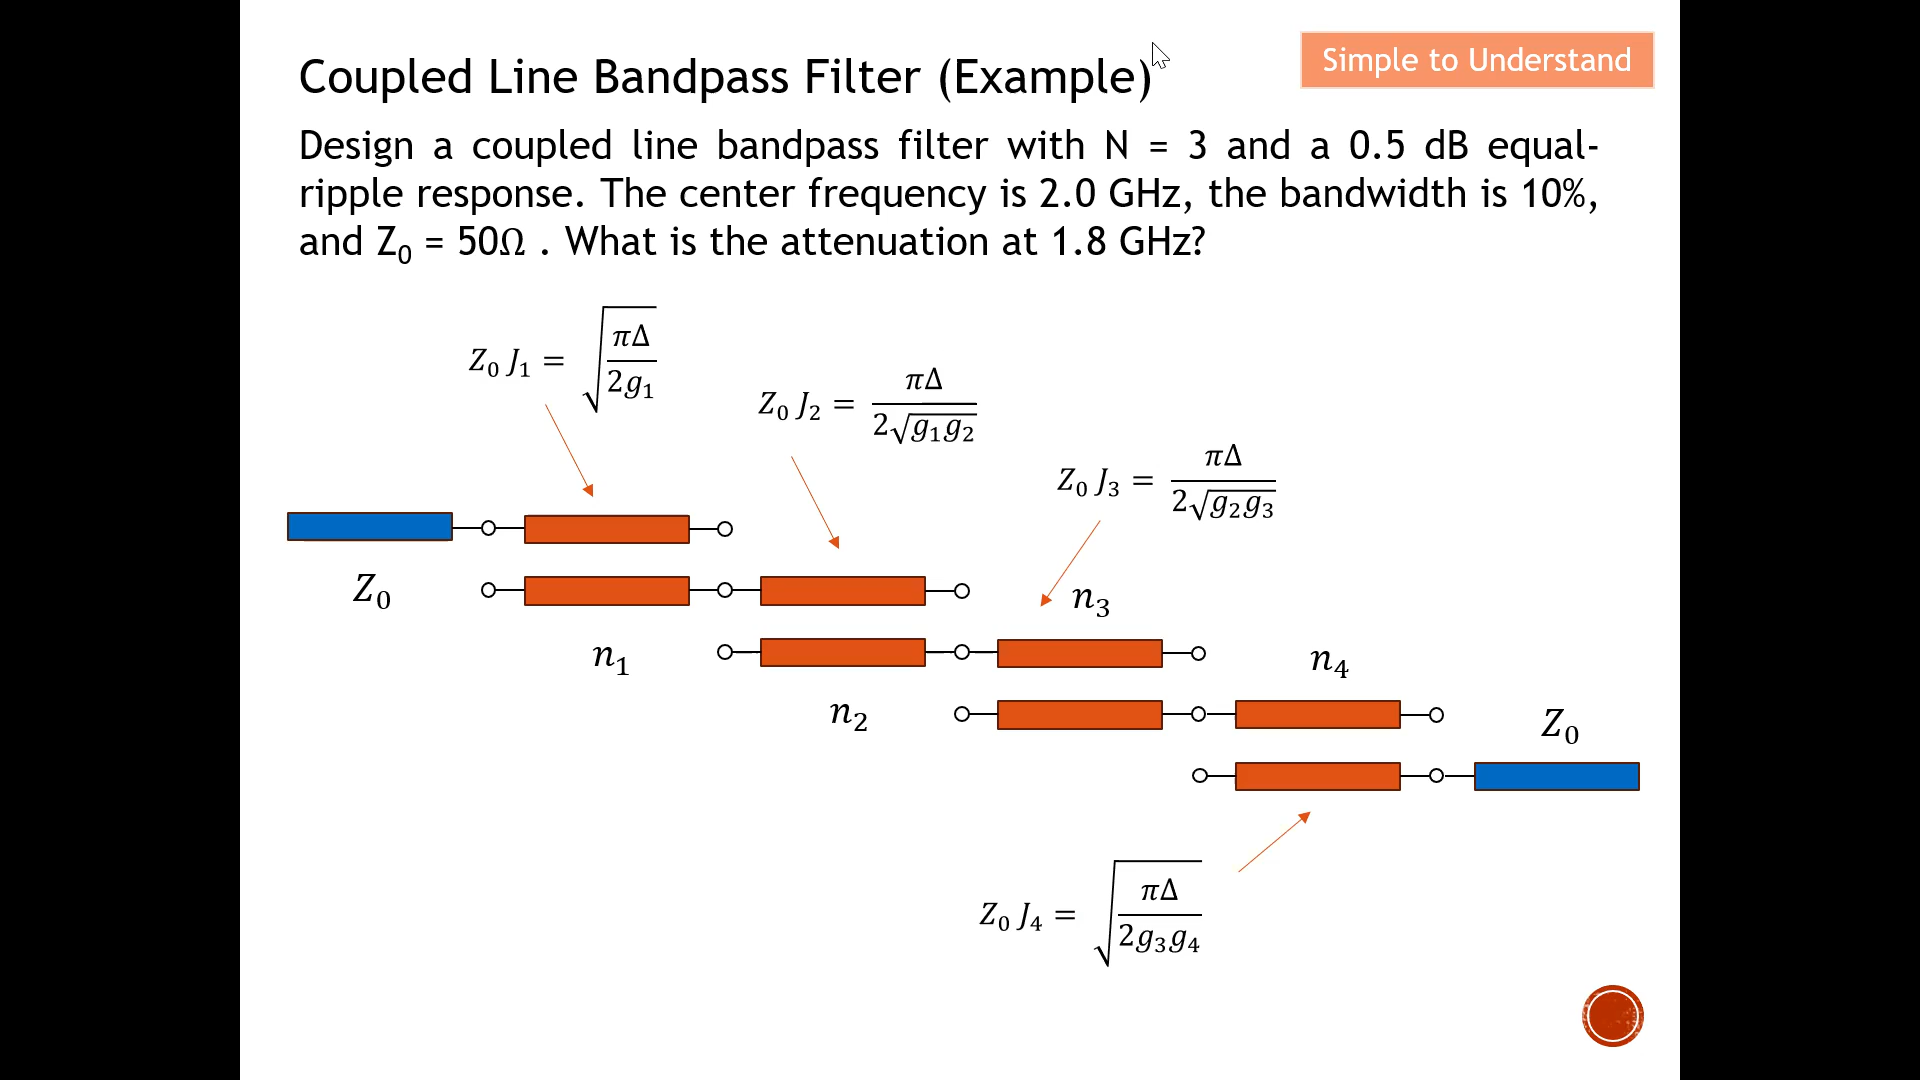 Coupled Line Bandpass Filter (Example)
Simple to Understand
Design a coupled line bandpass filter with N = 3 and a 0.5 dB equal-
ripple response. The center frequency is 2.0 GHz, the bandwidth is 10%,
and Z₀ = 50Ω . What is the attenuation at 1.8 GHz?
Z₀ J₁ = √(πΔ / 2g₁)
Z₀ J₂ = πΔ / 2√(g₁g₂)
Z₀ J₃ = πΔ / 2√(g₂g₃)
Z₀
n₁
n₂
n₃
n₄
Z₀
Z₀ J₄ = √(πΔ / 2g₃g₄)